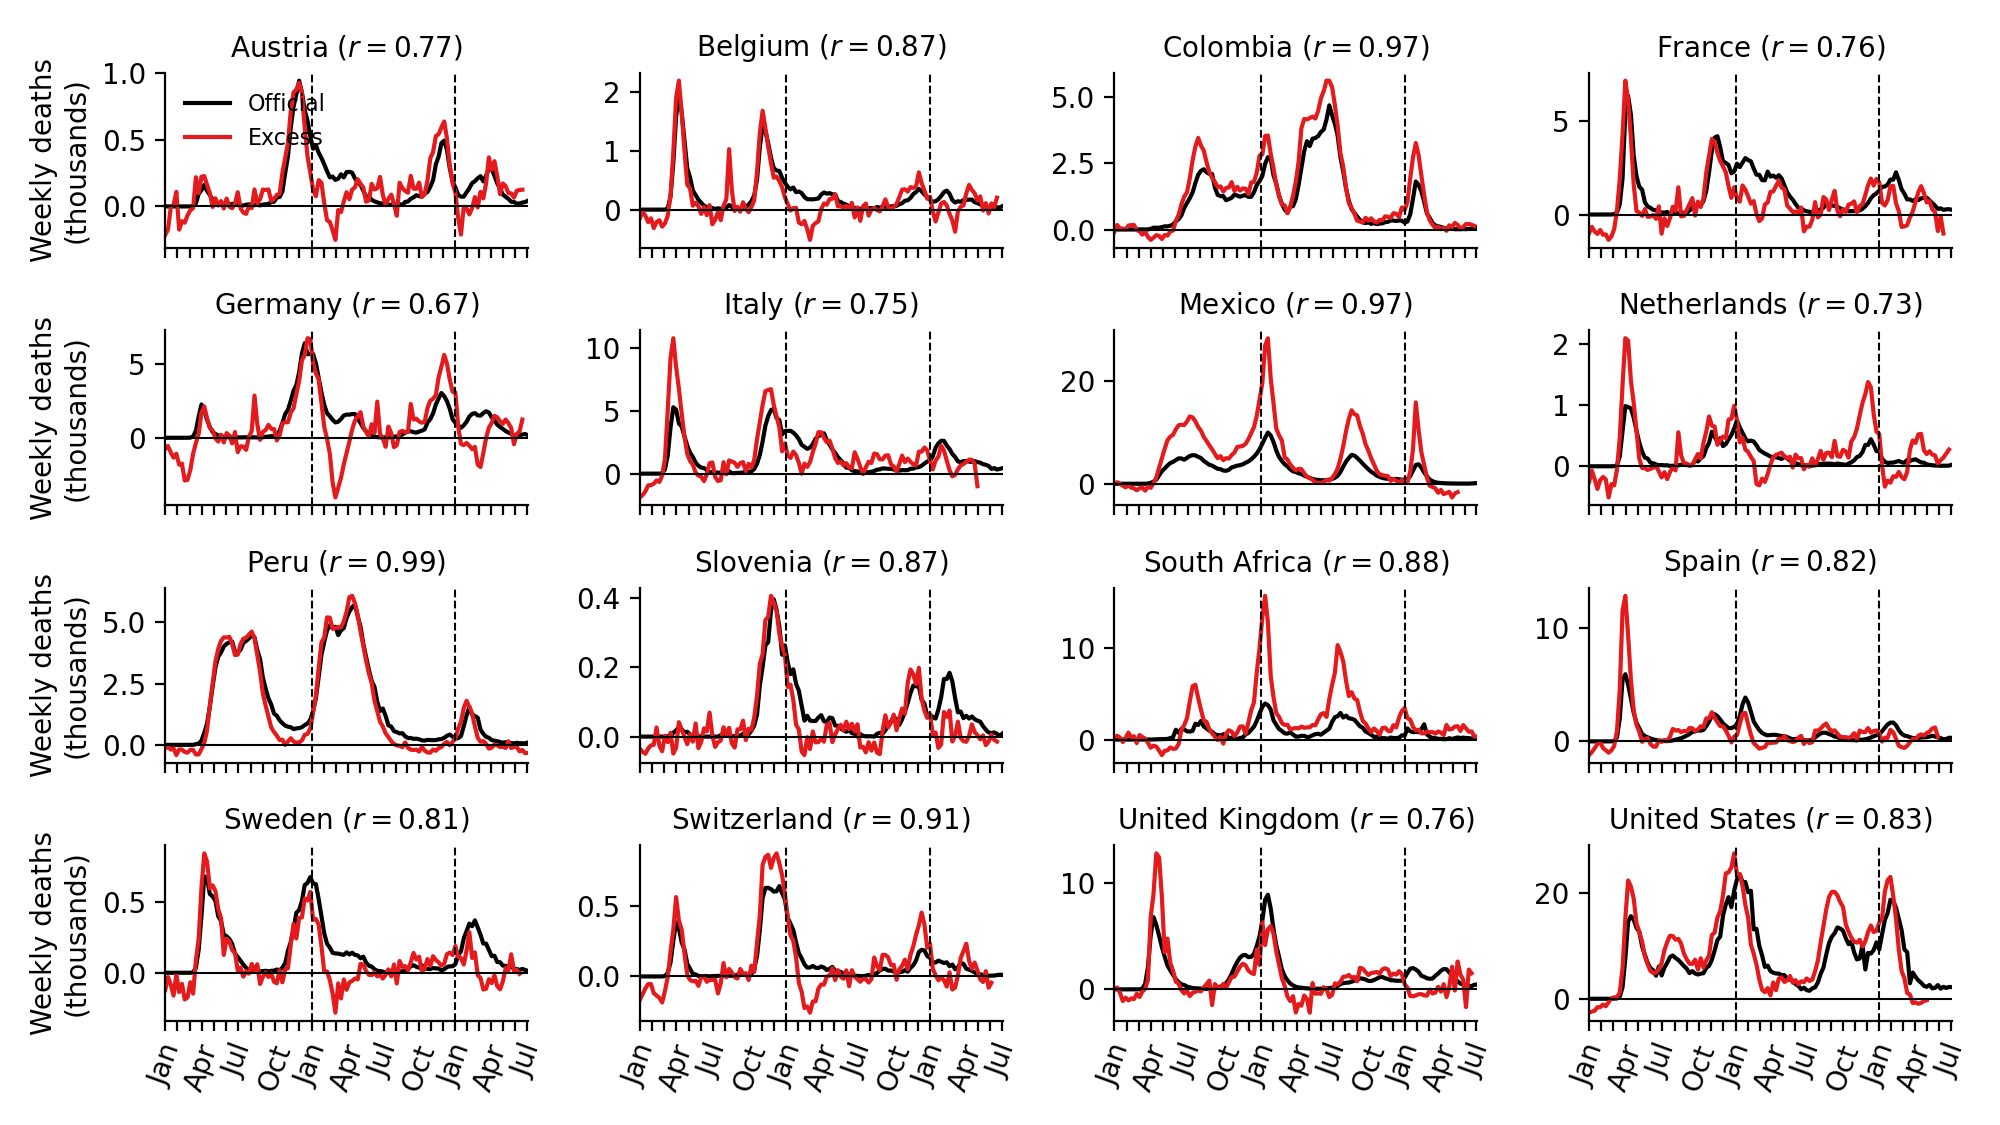 Austria (r = 0.77)
Belgium (r = 0.87)
Colombia (r = 0.97)
France (r = 0.76)
Weekly deaths
(thousands)
1.0
0.5
0.0
Official
Excess
2
1
0
5.0
2.5
0.0
5
0
Germany (r = 0.67)
Italy (r = 0.75)
Mexico (r = 0.97)
Netherlands (r = 0.73)
Weekly deaths
(thousands)
5
0
10
5
0
20
0
2
1
0
Peru (r = 0.99)
Slovenia (r = 0.87)
South Africa (r = 0.88)
Spain (r = 0.82)
Weekly deaths
(thousands)
5.0
2.5
0.0
0.4
0.2
0.0
10
0
10
0
Sweden (r = 0.81)
Switzerland (r = 0.91)
United Kingdom (r = 0.76)
United States (r = 0.83)
Weekly deaths
(thousands)
0.5
0.0
0.5
0.0
10
0
20
0
Jan Apr Jul Oct Jan Apr Jul Oct Jan Apr Jul
Jan Apr Jul Oct Jan Apr Jul Oct Jan Apr Jul
Jan Apr Jul Oct Jan Apr Jul Oct Jan Apr Jul
Jan Apr Jul Oct Jan Apr Jul Oct Jan Apr Jul